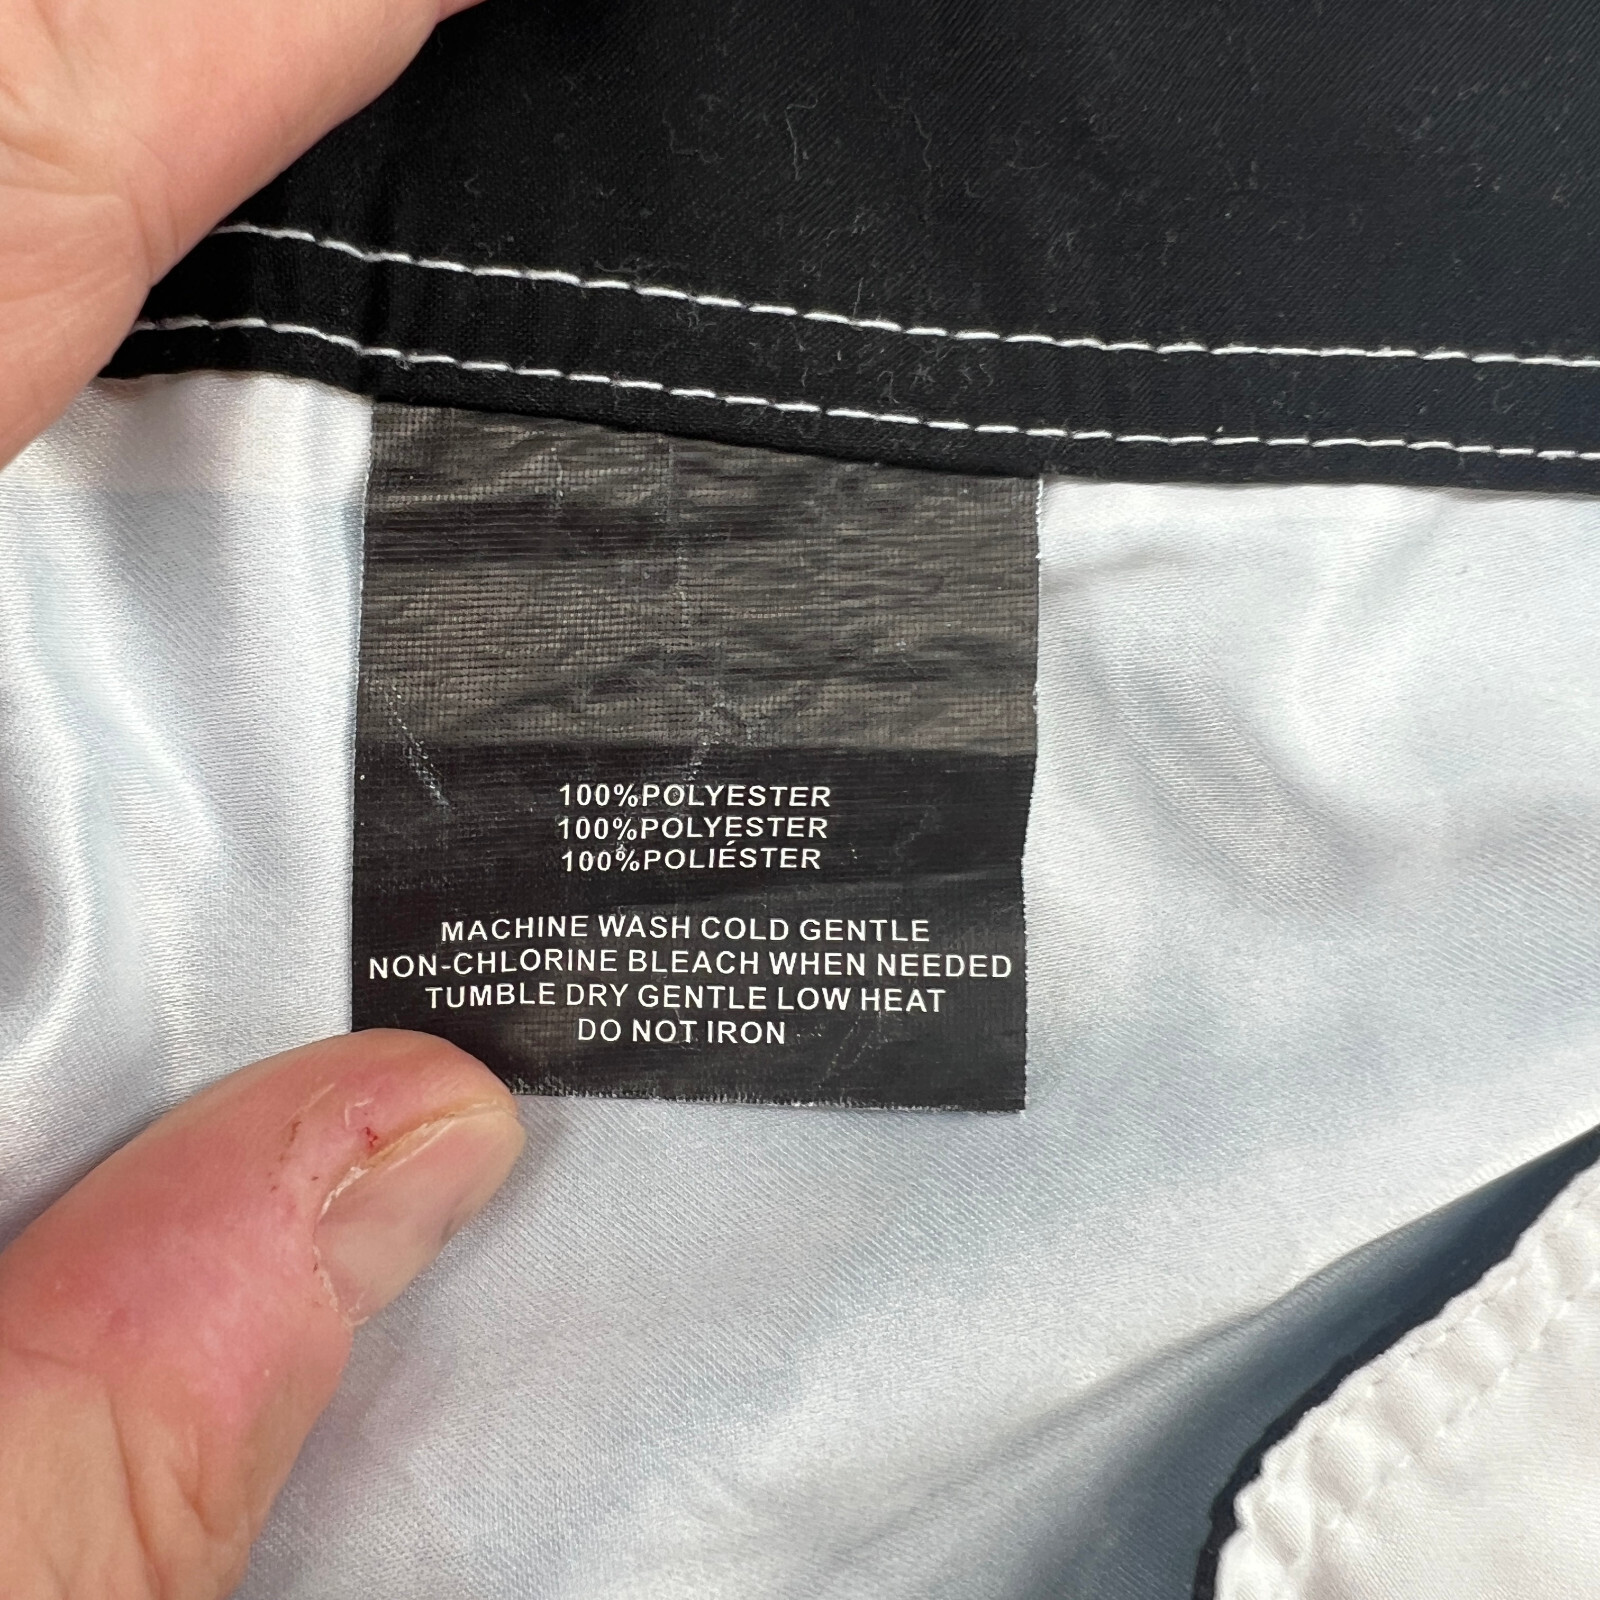 100%POLYESTER
100%POLYESTER
100%POLIÉSTER
MACHINE WASH COLD GENTLE
NON-CHLORINE BLEACH WHEN NEEDED
TUMBLE DRY GENTLE LOW HEAT
DO NOT IRON